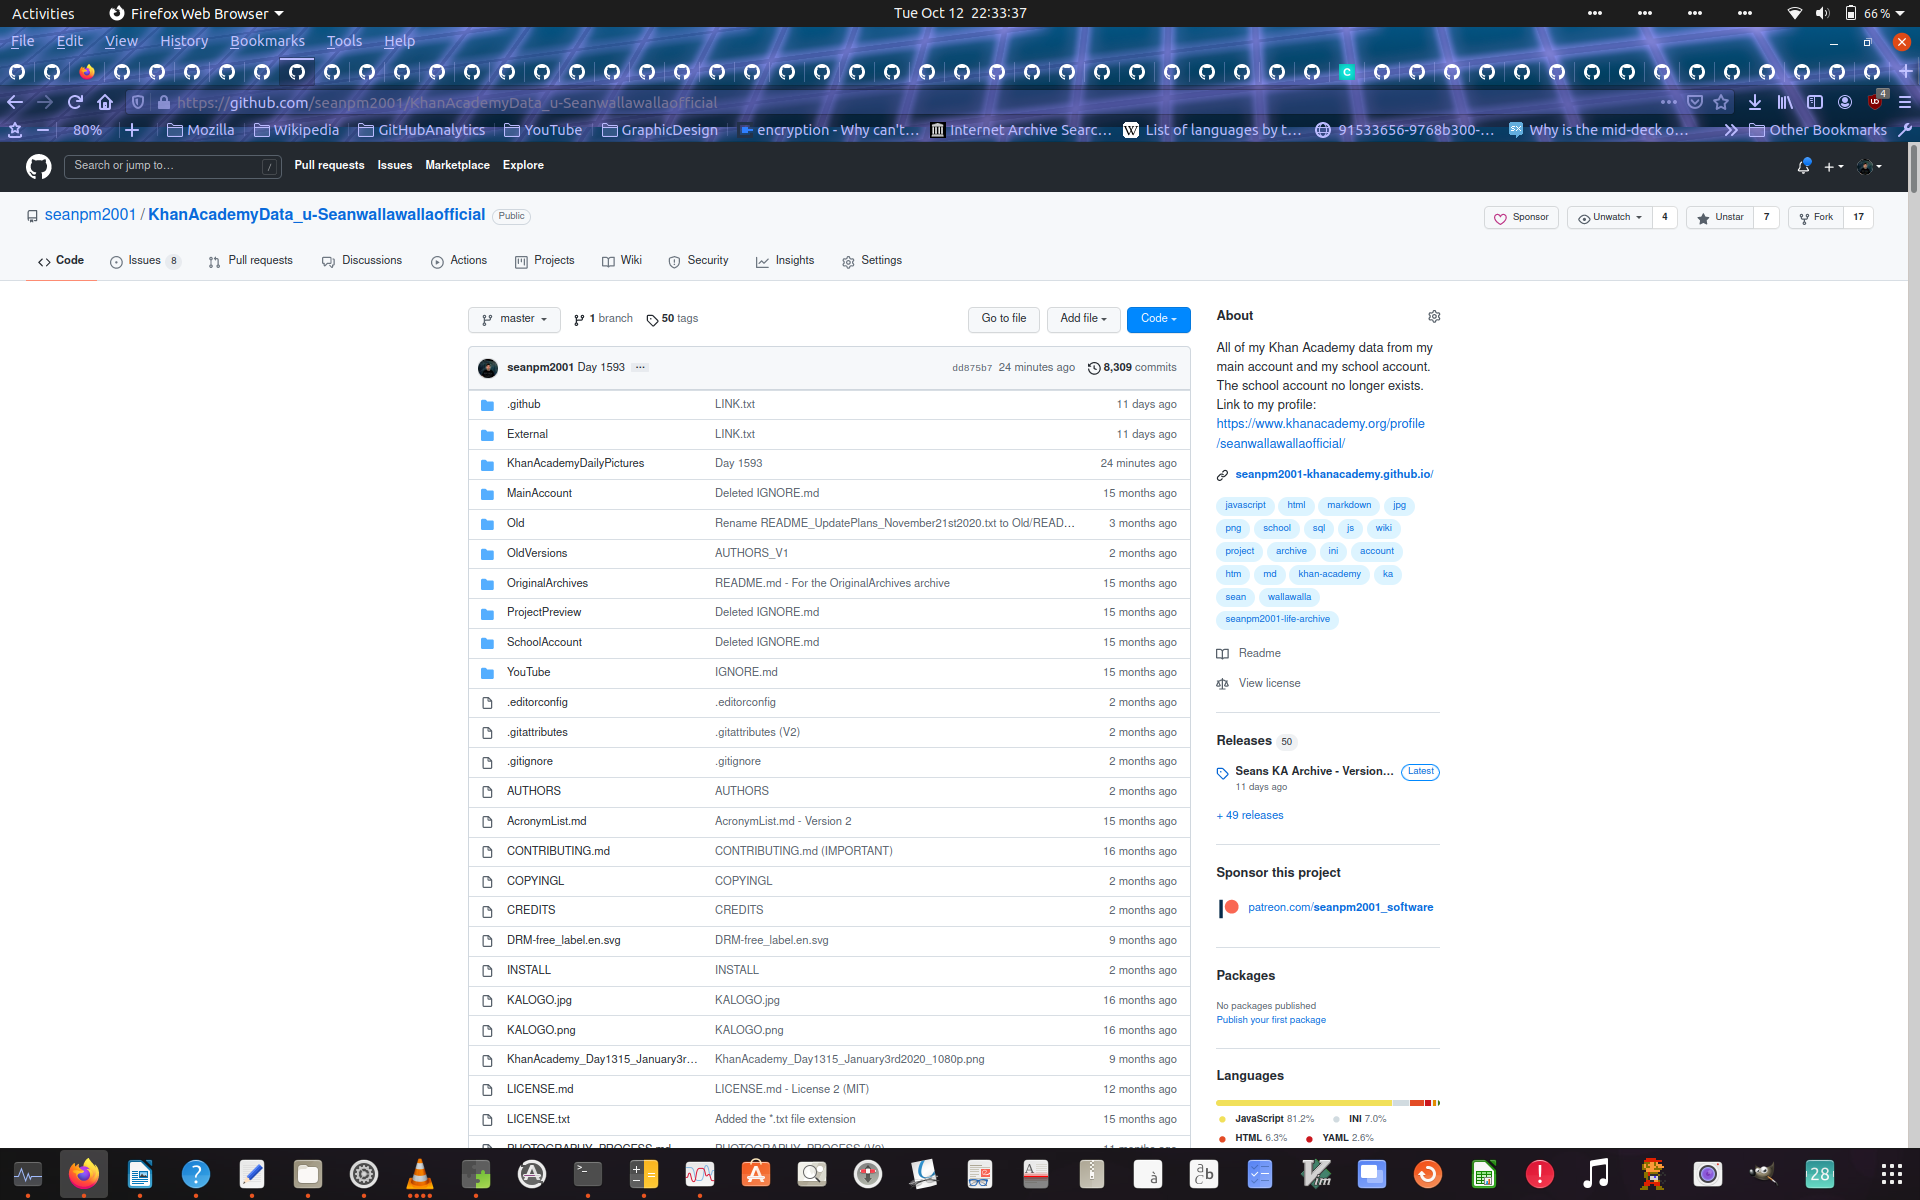 Activities Firefox Web Browser Tue Oct 12 22:33:37 66 %
File Edit View History Bookmarks Tools Help
https://github.com/seanpm2001/KhanAcademyData_u-Seanwallawallaofficial 4
80% Mozilla Wikipedia GitHubAnalytics YouTube GraphicDesign encryption - Why can't… Internet Archive Searc… List of languages by t… 91533656-9768b300-… Why is the mid-deck o… Other Bookmarks
Search or jump to… / Pull requests Issues Marketplace Explore
seanpm2001 / KhanAcademyData_u-Seanwallawallaofficial Public Sponsor Unwatch 4 Unstar 7 Fork 17
Code Issues 8 Pull requests Discussions Actions Projects Wiki Security Insights Settings
master 1 branch 50 tags Go to file Add file Code
seanpm2001 Day 1593 ... dd875b7 24 minutes ago 8,309 commits
.github LINK.txt 11 days ago
External LINK.txt 11 days ago
KhanAcademyDailyPictures Day 1593 24 minutes ago
MainAccount Deleted IGNORE.md 15 months ago
Old Rename README_UpdatePlans_November21st2020.txt to Old/READ… 3 months ago
OldVersions AUTHORS_V1 2 months ago
OriginalArchives README.md - For the OriginalArchives archive 15 months ago
ProjectPreview Deleted IGNORE.md 15 months ago
SchoolAccount Deleted IGNORE.md 15 months ago
YouTube IGNORE.md 15 months ago
.editorconfig .editorconfig 2 months ago
.gitattributes .gitattributes (V2) 2 months ago
.gitignore .gitignore 2 months ago
AUTHORS AUTHORS 2 months ago
AcronymList.md AcronymList.md - Version 2 15 months ago
CONTRIBUTING.md CONTRIBUTING.md (IMPORTANT) 16 months ago
COPYINGL COPYINGL 2 months ago
CREDITS CREDITS 2 months ago
DRM-free_label.en.svg DRM-free_label.en.svg 9 months ago
INSTALL INSTALL 2 months ago
KALOGO.jpg KALOGO.jpg 16 months ago
KALOGO.png KALOGO.png 16 months ago
KhanAcademy_Day1315_January3r… KhanAcademy_Day1315_January3rd2020_1080p.png 9 months ago
LICENSE.md LICENSE.md - License 2 (MIT) 12 months ago
LICENSE.txt Added the *.txt file extension 15 months ago
About
All of my Khan Academy data from my
main account and my school account.
The school account no longer exists.
Link to my profile:
https://www.khanacademy.org/profile
/seanwallawallaofficial/
seanpm2001-khanacademy.github.io/
javascript html markdown jpg
png school sql js wiki
project archive ini account
htm md khan-academy ka
sean wallawalla
seanpm2001-life-archive
Readme
View license
Releases 50
Seans KA Archive - Version… Latest
11 days ago
+ 49 releases
Sponsor this project
patreon.com/seanpm2001_software
Packages
No packages published
Publish your first package
Languages
JavaScript 81.2% INI 7.0%
HTML 6.3% YAML 2.6%
28